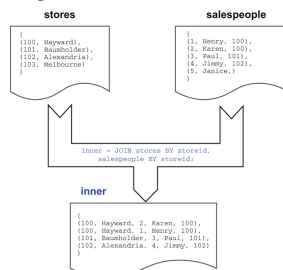 stores
salespeople
{
(100, Hayward),
(101, Baumholder),
(102, Alexandria),
(103, Melbourne)
}
{
(1, Henry, 100),
(2, Karen, 100),
(3, Paul, 101),
(4, Jimmy, 102),
(5, Janice,)
}
inner = JOIN stores BY storeid,
salespeople BY storeid;
inner
{
(100, Hayward, 2, Karen, 100),
(100, Hayward, 1, Henry, 100),
(101, Baumholder, 3, Paul, 101),
(102, Alexandria, 4, Jimmy, 102)
}